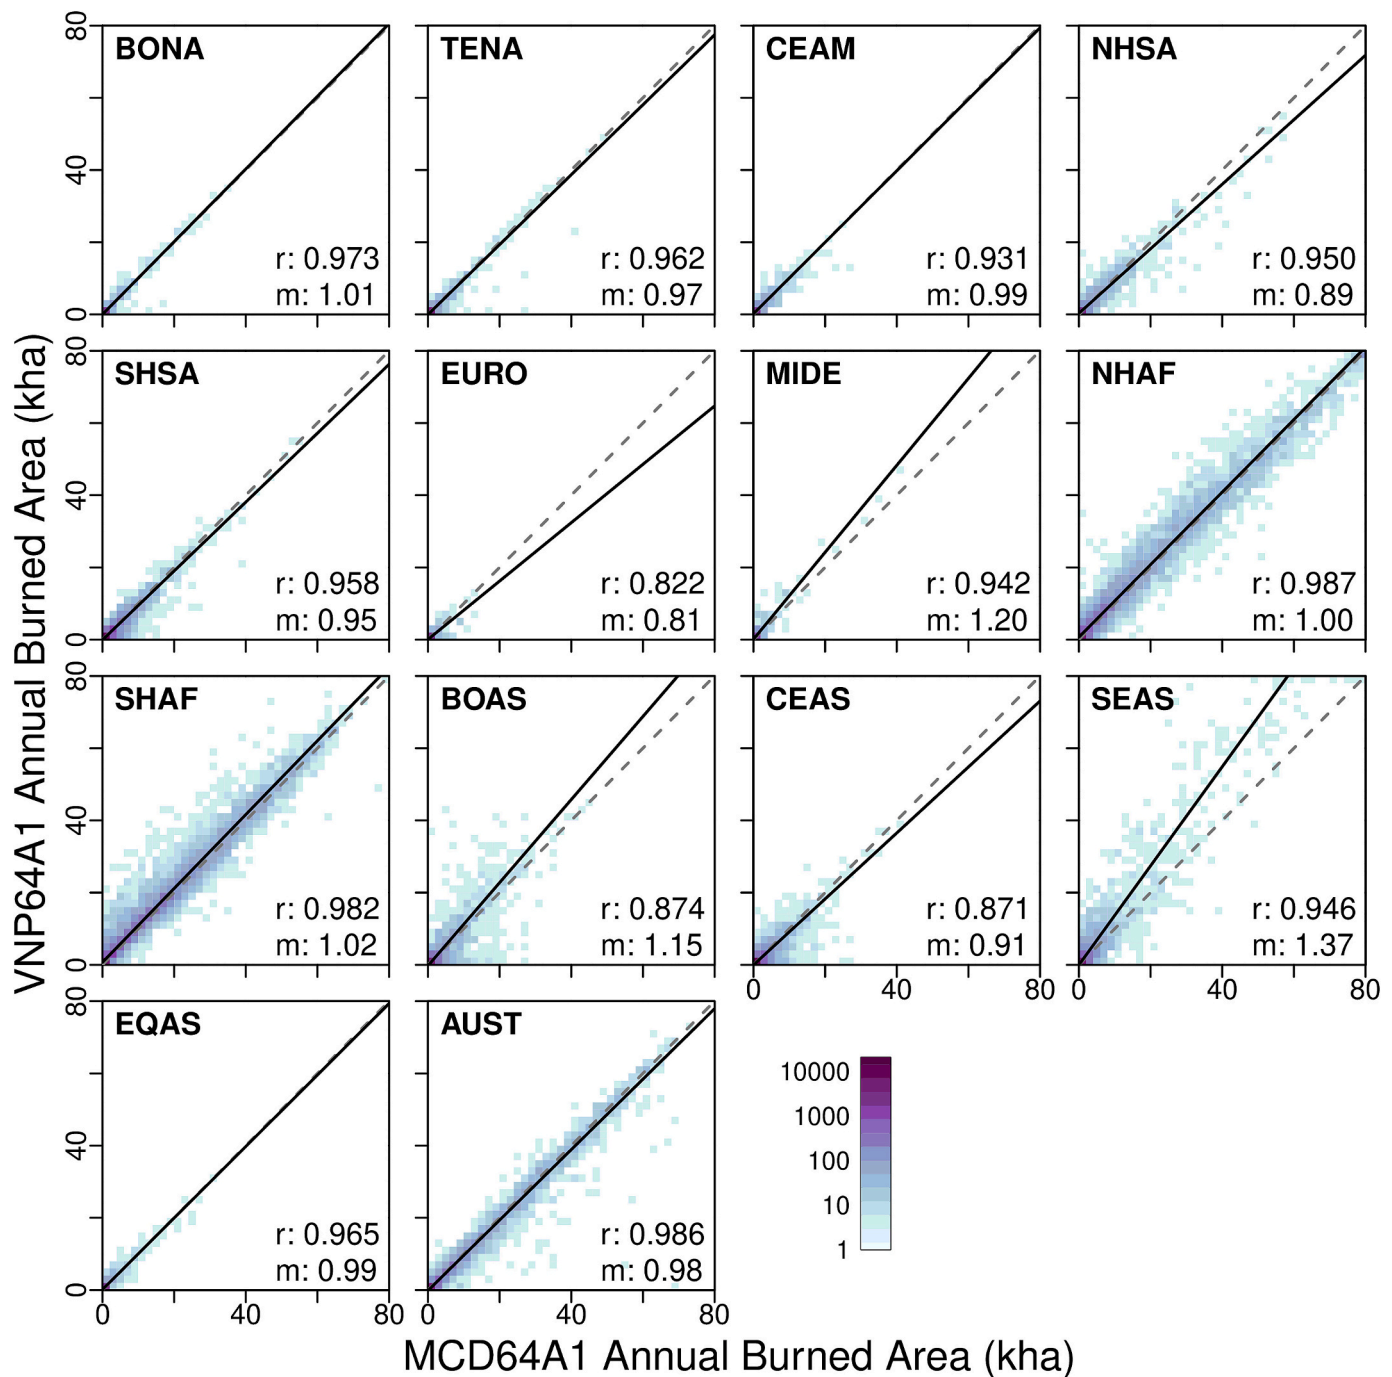 VNP64A1 Annual Burned Area (kha)
80
40
0
BONA
r: 0.973
m: 1.01
TENA
r: 0.962
m: 0.97
CEAM
r: 0.931
m: 0.99
NHSA
r: 0.950
m: 0.89
80
40
0
SHSA
r: 0.958
m: 0.95
EURO
r: 0.822
m: 0.81
MIDE
r: 0.942
m: 1.20
NHAF
r: 0.987
m: 1.00
80
40
0
SHAF
r: 0.982
m: 1.02
BOAS
r: 0.874
m: 1.15
CEAS
r: 0.871
m: 0.91
0 40 80
SEAS
r: 0.946
m: 1.37
0 40 80
80
40
0
EQAS
r: 0.965
m: 0.99
0 40 80
AUST
r: 0.986
m: 0.98
0 40 80
10000
1000
100
10
1
MCD64A1 Annual Burned Area (kha)